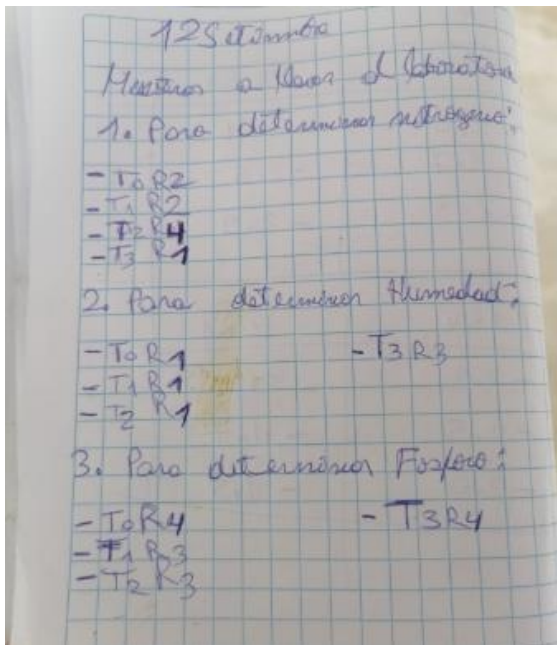 12 Setiembre
Muestras a llevar al laboratorio
1. Para determinar nitrogeno:
- T0 R2
- T1 R2
- T2 R4
- T3 R1
2. Para determinar Humedad:
- T0 R1 - T3 R3
- T1 R1
- T2 R1
3. Para determinar Fosforo:
- T0 R4 - T3 R4
- T1 R3
- T2 R3